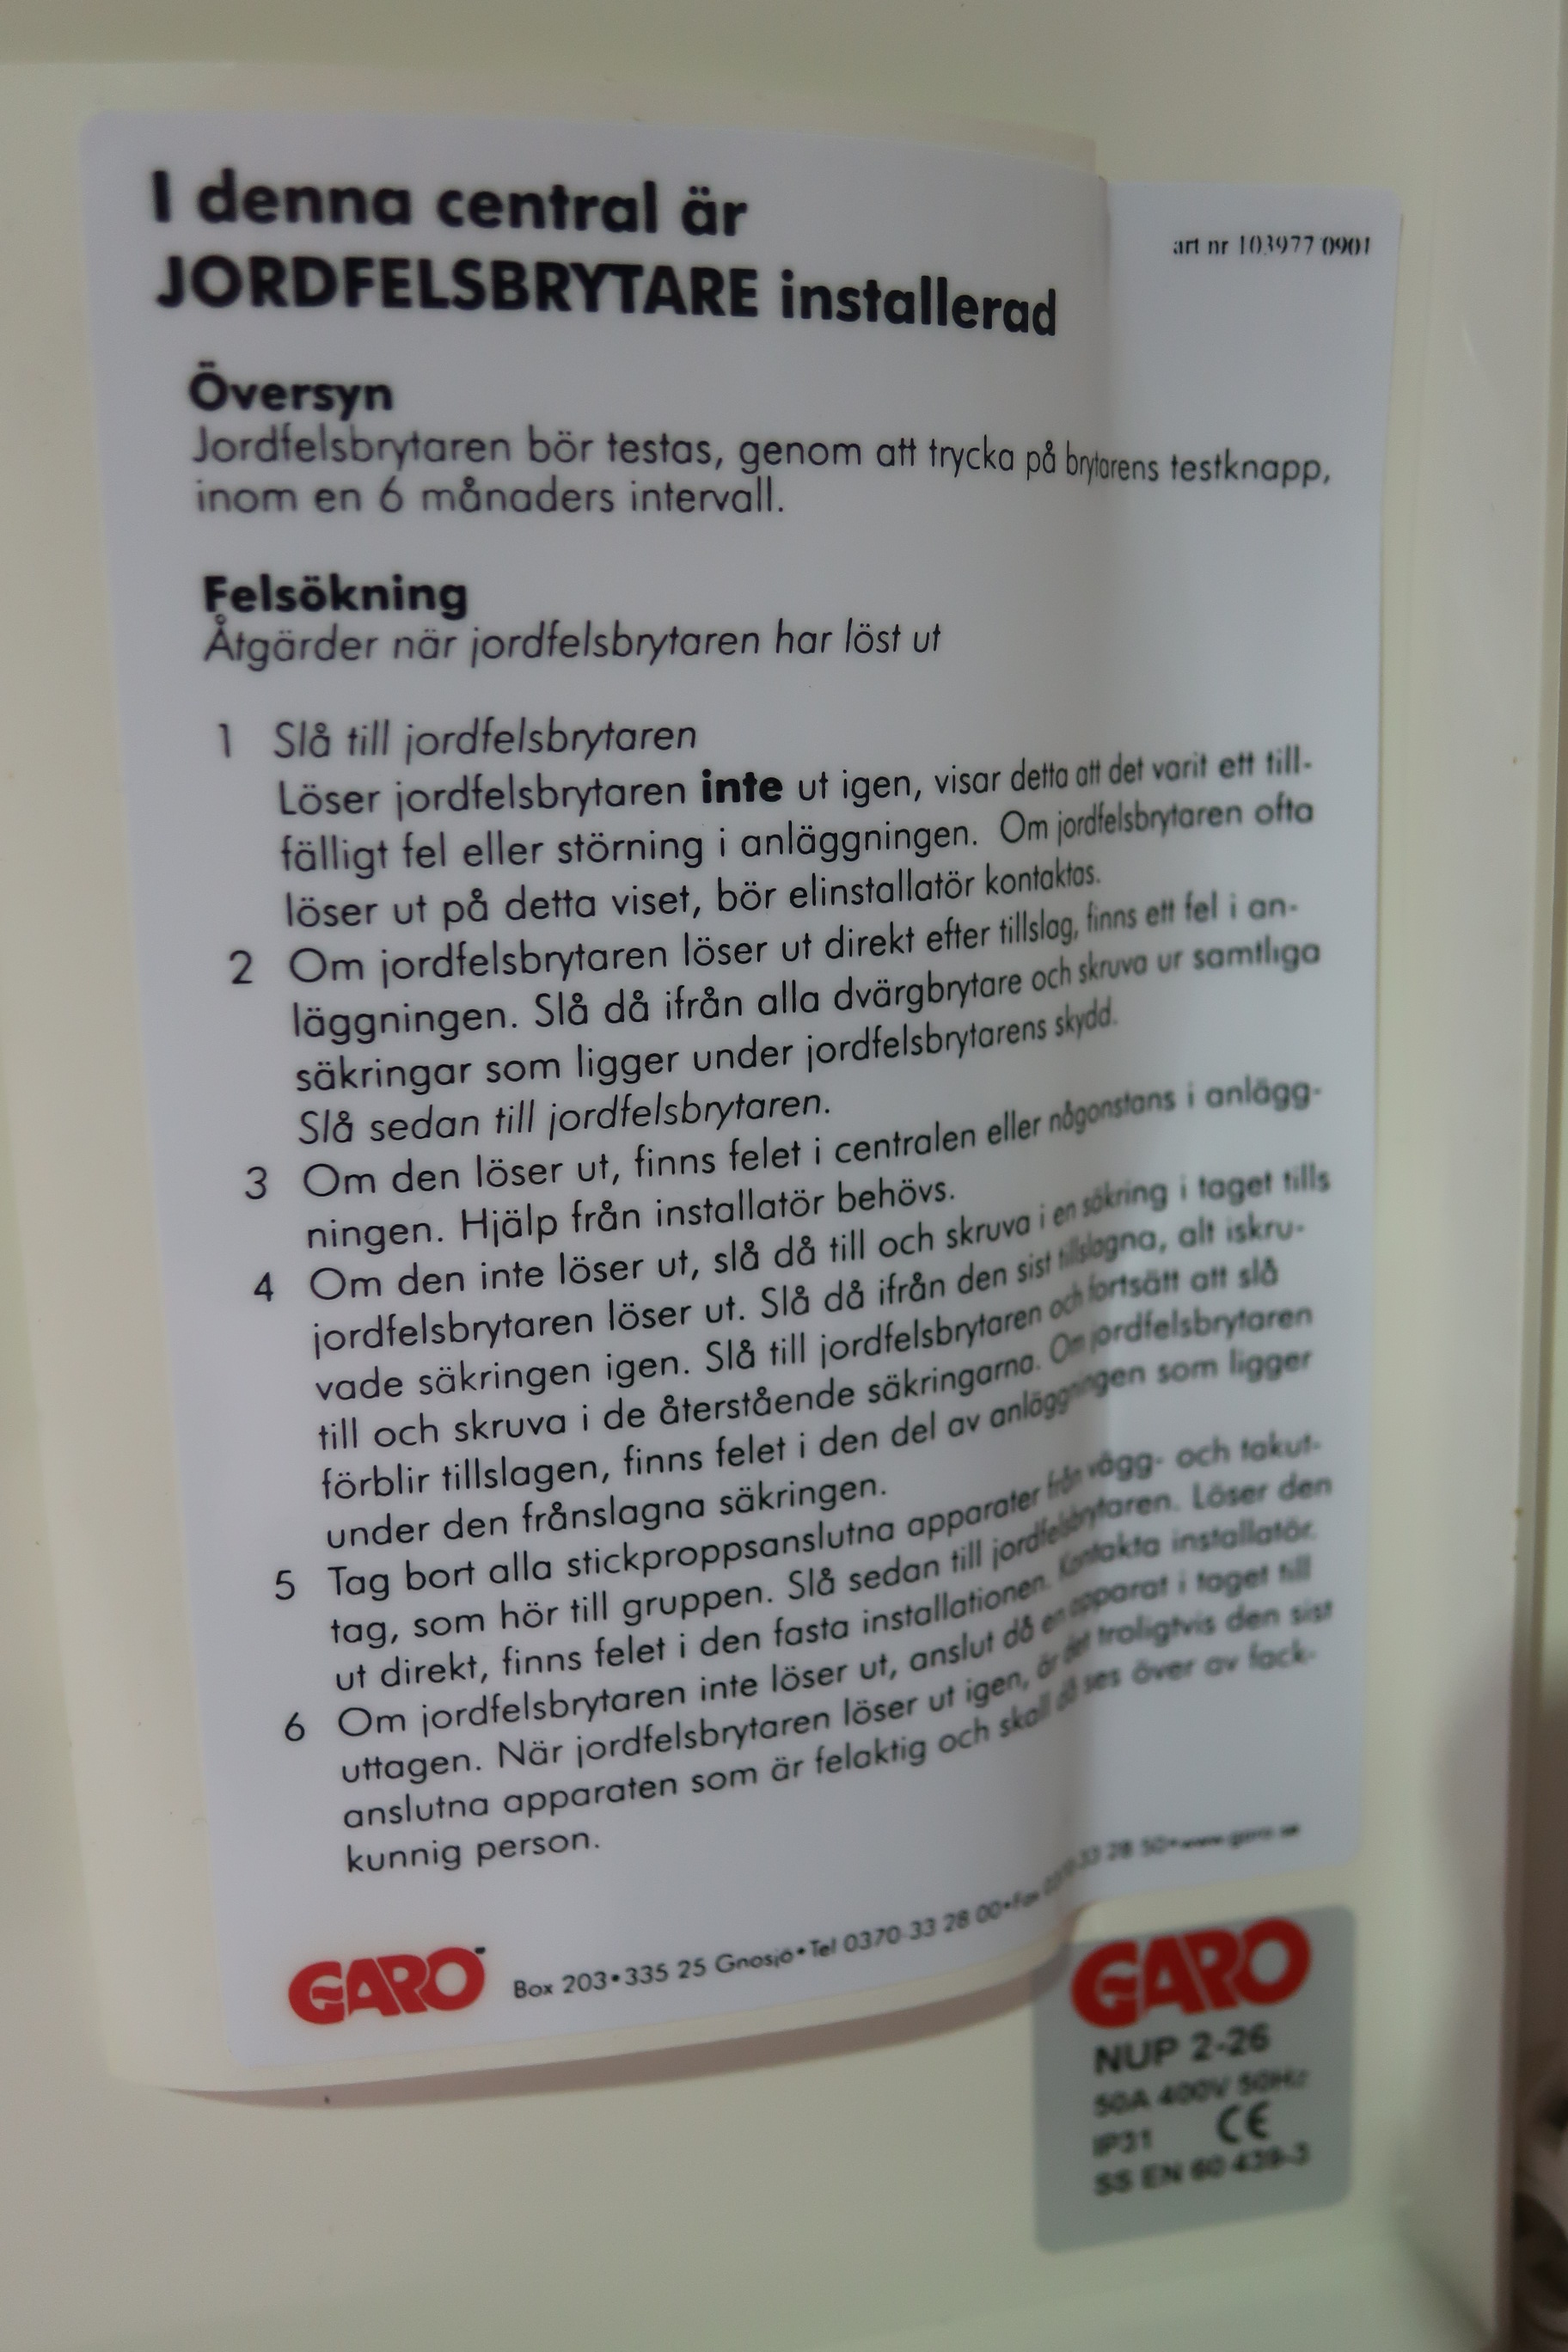 I denna central är
JORDFELSBRYTARE installerad
art nr 103977 0901
Översyn
Jordfelsbrytaren bör testas, genom att trycka på brytarens testknapp,
inom en 6 månaders intervall.
Felsökning
Åtgärder när jordfelsbrytaren har löst ut
1 Slå till jordfelsbrytaren
Löser jordfelsbrytaren inte ut igen, visar detta att det varit ett till-
fälligt fel eller störning i anläggningen. Om jordfelsbrytaren ofta
löser ut på detta viset, bör elinstallatör kontaktas.
2 Om jordfelsbrytaren löser ut direkt efter tillslag, finns ett fel i an-
läggningen. Slå då ifrån alla dvärgbrytare och skruva ur samtliga
säkringar som ligger under jordfelsbrytarens skydd.
Slå sedan till jordfelsbrytaren.
3 Om den löser ut, finns felet i centralen eller någonstans i anlägg-
ningen. Hjälp från installatör behövs.
4 Om den inte löser ut, slå då till och skruva i en säkring i taget tills
jordfelsbrytaren löser ut. Slå då ifrån den sist tillslagna, alt iskru-
vade säkringen igen. Slå till jordfelsbrytaren och fortsätt att slå
till och skruva i de återstående säkringarna. Om jordfelsbrytaren
förblir tillslagen, finns felet i den del av anläggningen som ligger
under den frånslagna säkringen.
5 Tag bort alla stickproppsanslutna apparater från vägg- och takut-
tag, som hör till gruppen. Slå sedan till jordfelsbrytaren. Löser den
ut direkt, finns felet i den fasta installationen. Kontakta installatör.
6 Om jordfelsbrytaren inte löser ut, anslut då en apparat i taget till
uttagen. När jordfelsbrytaren löser ut igen, är det troligtvis den sist
anslutna apparaten som är felaktig och skall då ses över av fack-
kunnig person.
GARO Box 203•335 25 Gnosjö•Tel 0370-33 28 00•Fax 0370-33 28 50•www.garo.se
GARO
NUP 2-26
50A 400V 50Hz
IP31 CE
SS EN 60 439-3